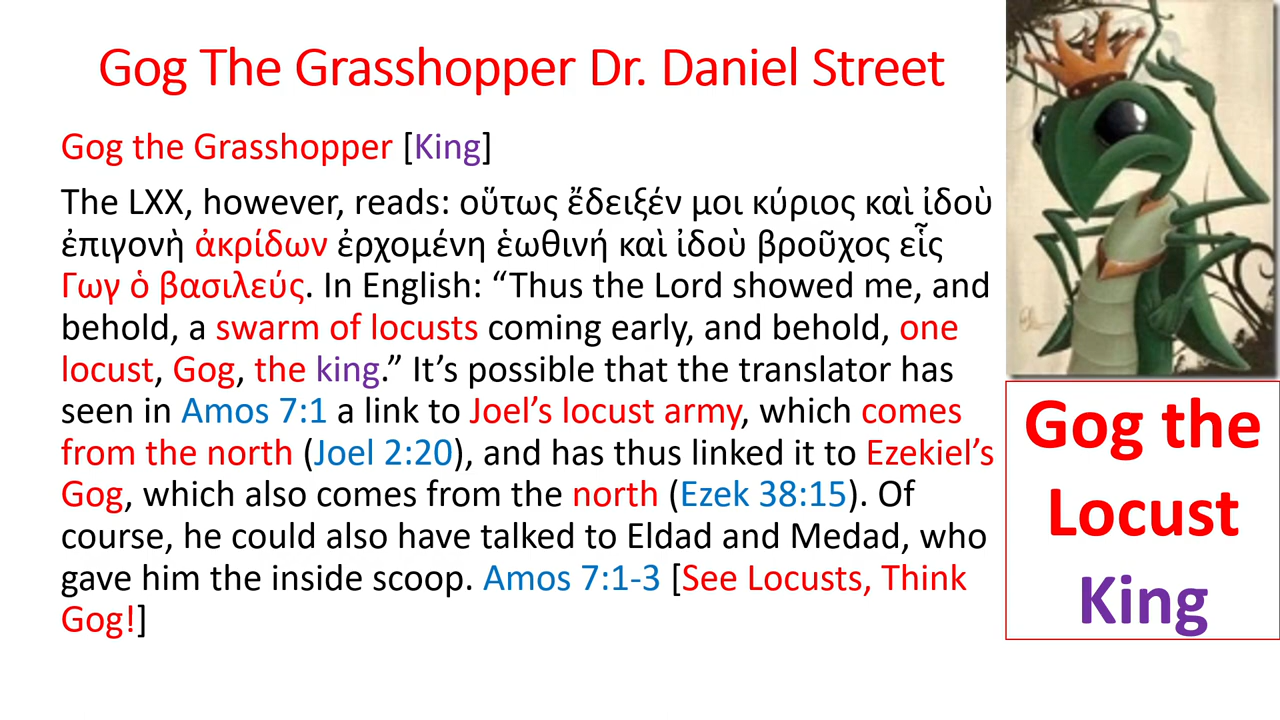 Gog The Grasshopper Dr. Daniel Street
Gog the Grasshopper [King]
The LXX, however, reads: οὕτως ἔδειξέν μοι κύριος καὶ ἰδοὺ
ἐπιγονὴ ἀκρίδων ἐρχομένη ἑωθινή καὶ ἰδοὺ βροῦχος εἷς
Γωγ ὁ βασιλεύς. In English: “Thus the Lord showed me, and
behold, a swarm of locusts coming early, and behold, one
locust, Gog, the king.” It’s possible that the translator has
seen in Amos 7:1 a link to Joel’s locust army, which comes
from the north (Joel 2:20), and has thus linked it to Ezekiel’s
Gog, which also comes from the north (Ezek 38:15). Of
course, he could also have talked to Eldad and Medad, who
gave him the inside scoop. Amos 7:1-3 [See Locusts, Think
Gog!]
Gog the
Locust
King